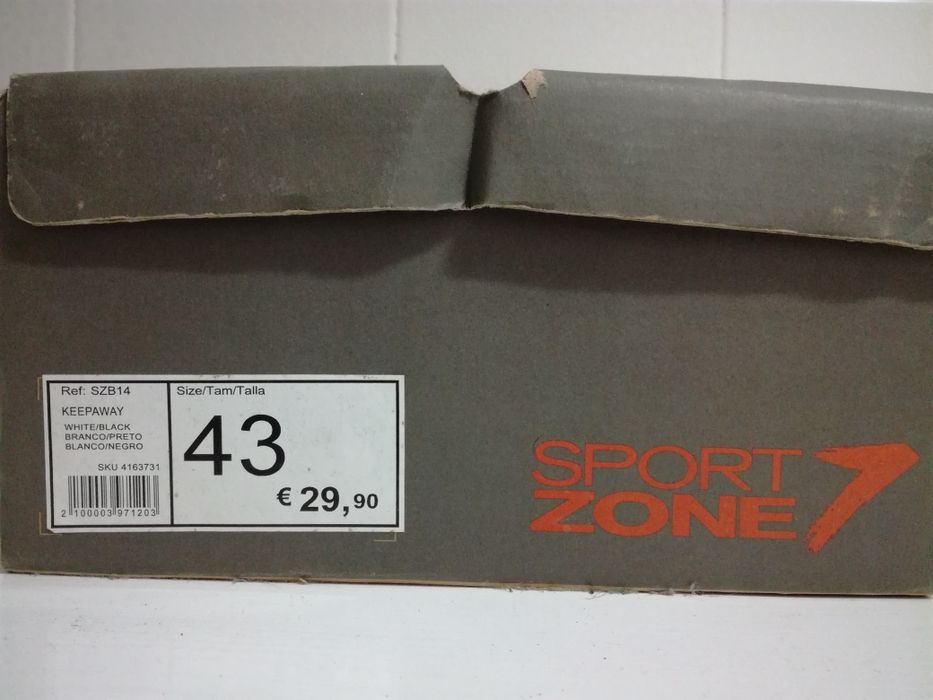 Ref: SZB14
KEEPAWAY
WHITE/BLACK
BRANCO/PRETO
BLANCO/NEGRO
SKU 4163731
2 100003 971203
Size/Tam/Talla
43
€ 29,90
SPORT
ZONE